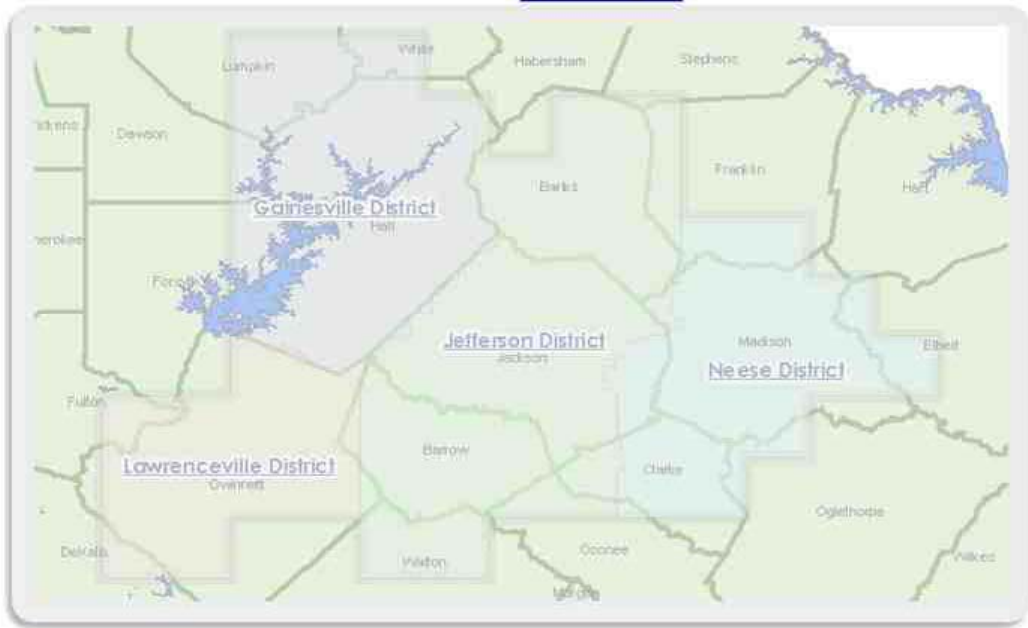 White
Lumpkin
Habersham
Stephens
Dawson
Franklin
Banks
Hart
Gainesville District
Hall
Forsyth
Jefferson District
Jackson
Madison
Elbert
Neese District
Fulton
Barrow
Lawrenceville District
Gwinnett
Clarke
Oglethorpe
DeKalb
Walton
Oconee
Wilkes